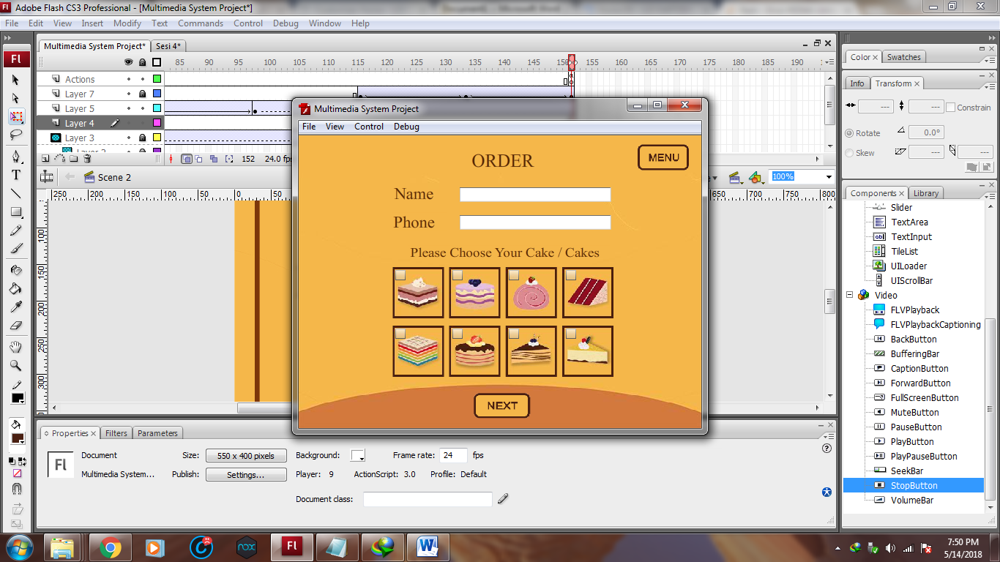 Adobe Flash CS3 Professional - [Multimedia System Project*]
File Edit View Insert Modify Text Commands Control Debug Window Help
Multimedia System Project* Sesi 4*
85 90 95 100 105 110 115 120 125 130 135 140 145 150 155 160 165 170 175 180 185 190
Actions
Layer 7
Layer 5
Layer 4
Layer 3
152 24.0 fps
Scene 2
100%
250 200 150 100 50 0 50
650 700 750 800
100
150
200
250
300
Multimedia System Project
File View Control Debug
ORDER
MENU
Name
Phone
Please Choose Your Cake / Cakes
NEXT
Color Swatches
Info Transform
Constrain
Rotate 0.0°
Skew
Components Library
Slider
TextArea
TextInput
TileList
UILoader
UIScrollBar
Video
FLVPlayback
FLVPlaybackCaptioning
BackButton
BufferingBar
CaptionButton
ForwardButton
FullScreenButton
MuteButton
PauseButton
PlayButton
PlayPauseButton
SeekBar
StopButton
VolumeBar
Properties Filters Parameters
Document Size: 550 x 400 pixels Background: Frame rate: 24 fps
Multimedia System... Publish: Settings... Player: 9 ActionScript: 3.0 Profile: Default
Document class:
Fl
7:50 PM
5/14/2018